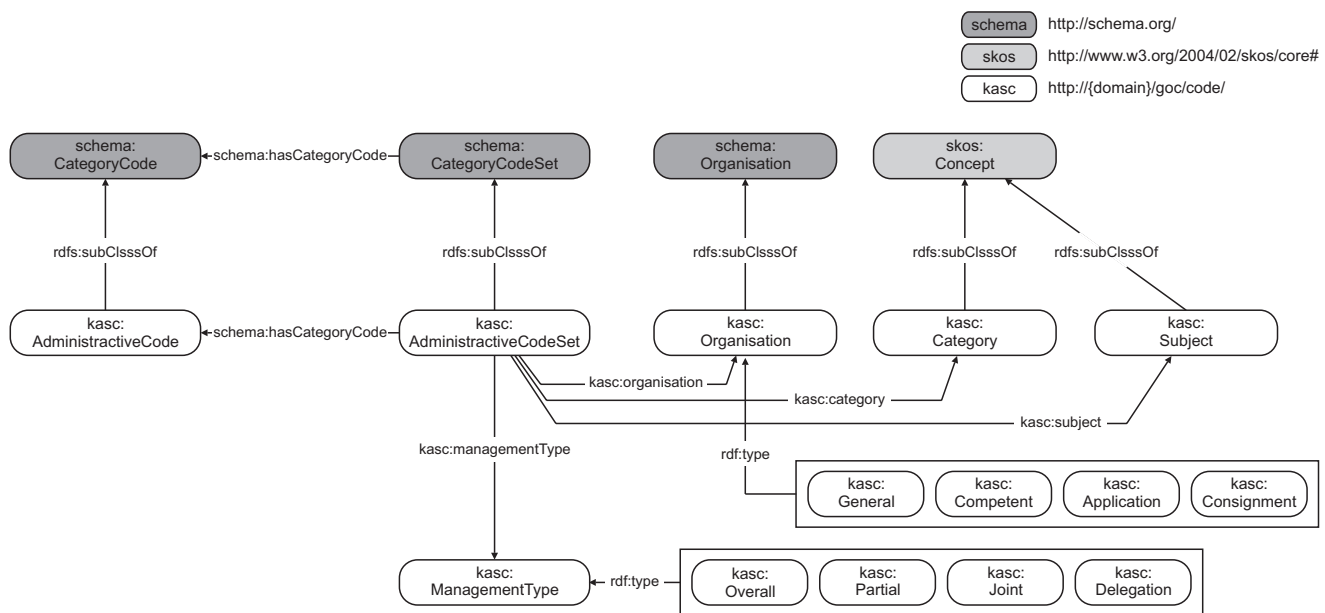 schema http://schema.org/
skos http://www.w3.org/2004/02/skos/core#
kasc http://{domain}/goc/code/
schema:
CategoryCode
schema:hasCategoryCode
schema:
CategoryCodeSet
schema:
Organisation
skos:
Concept
rdfs:subClsssOf
rdfs:subClsssOf
rdfs:subClsssOf
rdfs:subClsssOf
rdfs:subClsssOf
kasc:
AdministractiveCode
schema:hasCategoryCode
kasc:
AdministractiveCodeSet
kasc:
Organisation
kasc:
Category
kasc:
Subject
kasc:organisation
kasc:category
kasc:subject
kasc:managementType
rdf:type
kasc:
General
kasc:
Competent
kasc:
Application
kasc:
Consignment
kasc:
ManagementType
rdf:type
kasc:
Overall
kasc:
Partial
kasc:
Joint
kasc:
Delegation